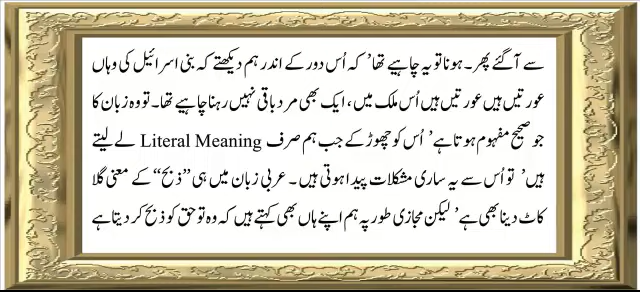 سے آ گئے پھر۔ ہونا تو یہ چاہیے تھا’ کہ اُس دور کے اندر ہم دیکھتے کہ بنی اسرائیل کی وہاں
عورتیں ہیں عورتیں ہیں اُس ملک میں، ایک بھی مرد باقی نہیں رہنا چاہیے تھا۔ تو وہ زبان کا
جو صحیح مفہوم ہوتا ہے’ اُس کو چھوڑ کے جب ہم صرف Literal Meaning لے لیتے
ہیں’ تو اُس سے یہ ساری مشکلات پیدا ہوتی ہیں۔ عربی زبان میں ہی ”ذبح“ کے معنی گلا
کاٹ دینا بھی ہے’ لیکن مجازی طور پہ ہم اپنے ہاں بھی کہتے ہیں کہ وہ تو حق کو ذبح کر دیتا ہے